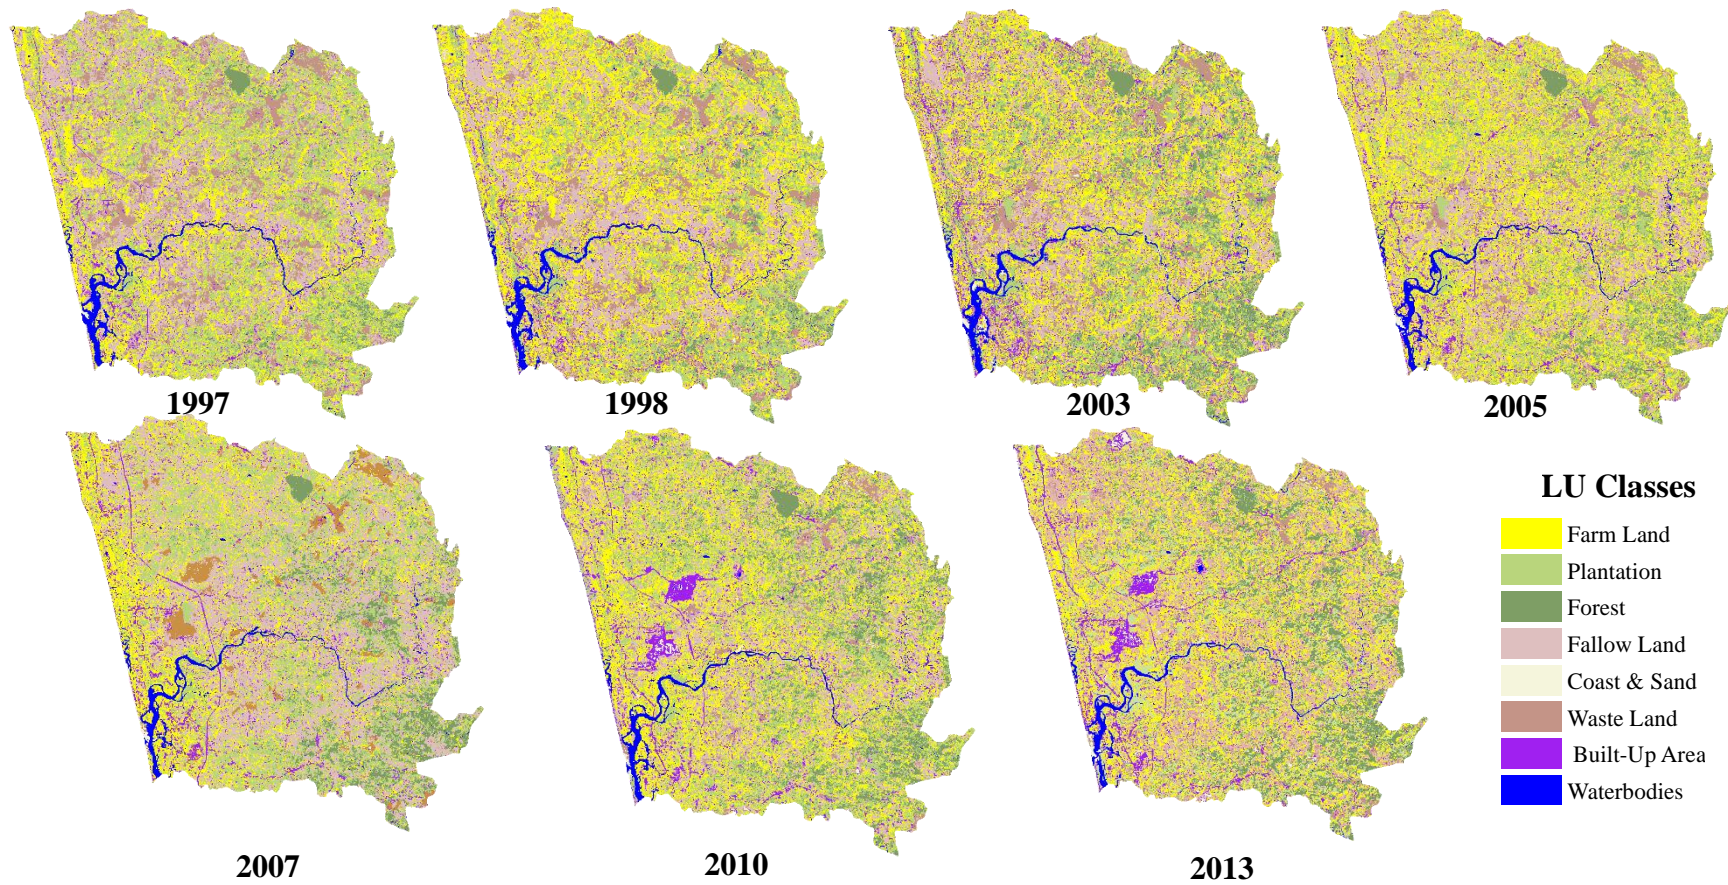 1997
1998
2003
2005
2007
2010
2013
LU Classes
Farm Land
Plantation
Forest
Fallow Land
Coast & Sand
Waste Land
Built-Up Area
Waterbodies